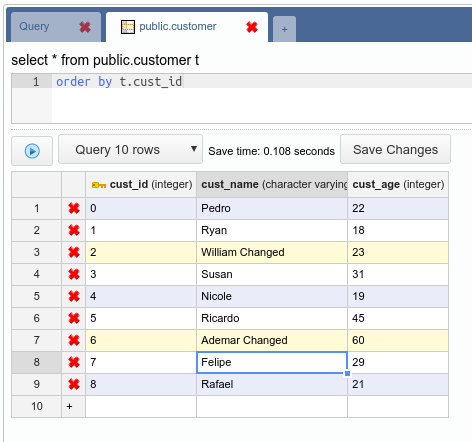 Query public.customer +
select * from public.customer t
1 order by t.cust_id
Query 10 rows Save time: 0.108 seconds Save Changes
cust_id (integer) cust_name (character varying cust_age (integer)
1 0 Pedro 22
2 1 Ryan 18
3 2 William Changed 23
4 3 Susan 31
5 4 Nicole 19
6 5 Ricardo 45
7 6 Ademar Changed 60
8 7 Felipe 29
9 8 Rafael 21
10 +